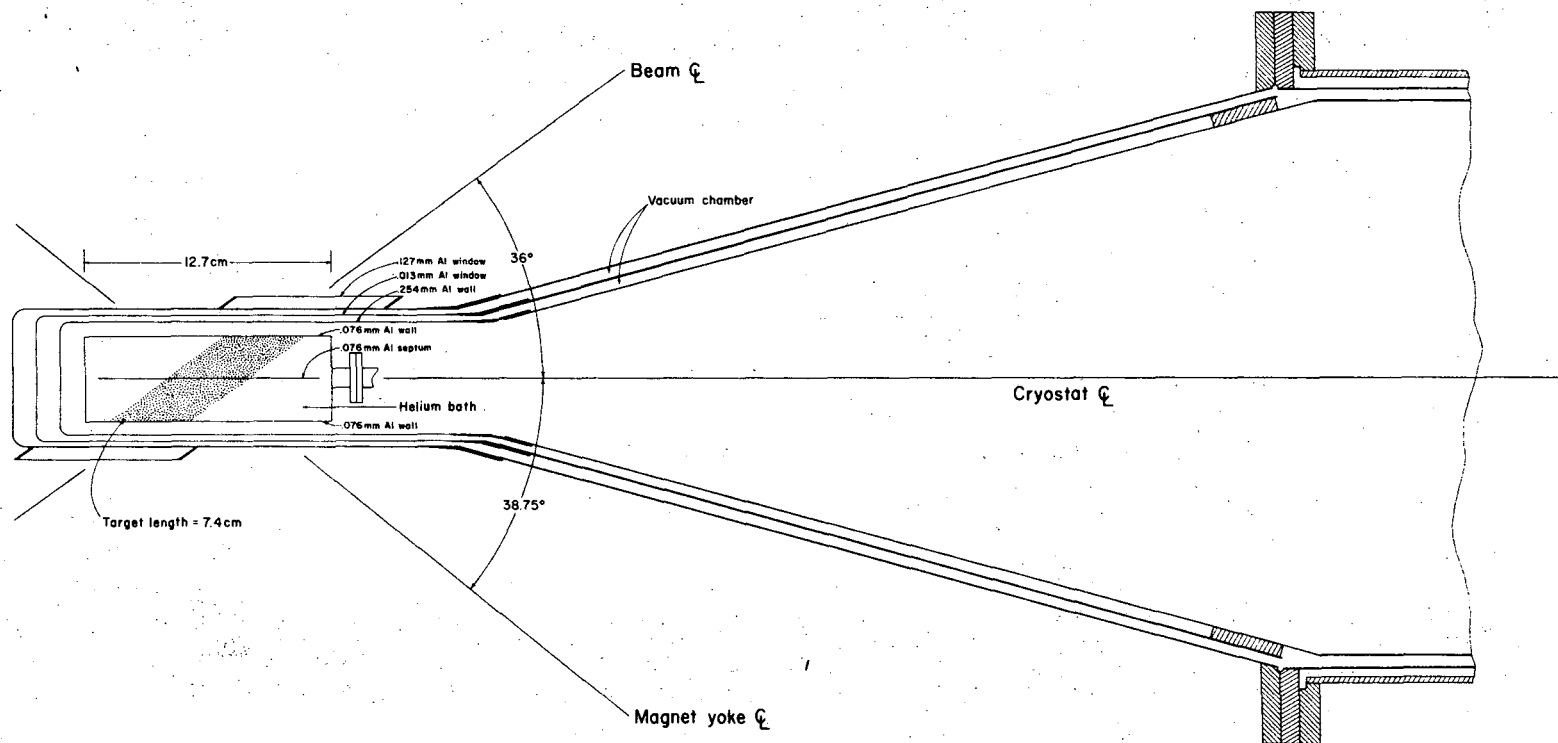 Beam ℄
Vacuum chamber
36°
12.7cm
.127mm Al window
.013mm Al window
.254mm Al wall
.076mm Al wall
.076mm Al septum
Cryostat ℄
Helium bath
.076mm Al wall
38.75°
Target length = 7.4cm
Magnet yoke ℄